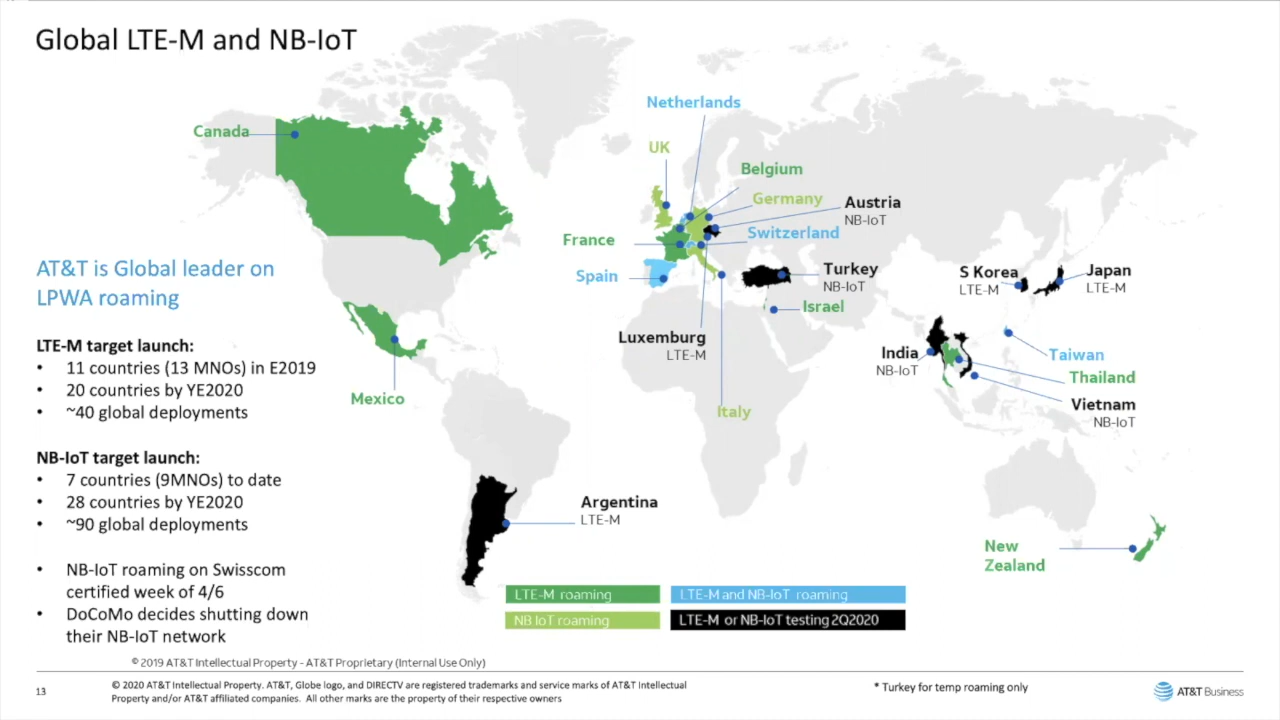 Global LTE-M and NB-IoT
AT&T is Global leader on
LPWA roaming
LTE-M target launch:
• 11 countries (13 MNOs) in E2019
• 20 countries by YE2020
• ~40 global deployments
NB-IoT target launch:
• 7 countries (9MNOs) to date
• 28 countries by YE2020
• ~90 global deployments
• NB-IoT roaming on Swisscom
certified week of 4/6
• DoCoMo decides shutting down
their NB-IoT network
Canada
Mexico
Netherlands
UK
Belgium
Germany
Austria
NB-IoT
Switzerland
France
Spain
Turkey
NB-IoT
Israel
Luxemburg
LTE-M
Italy
S Korea
LTE-M
Japan
LTE-M
India
NB-IoT
Taiwan
Thailand
Vietnam
NB-IoT
Argentina
LTE-M
New
Zealand
LTE-M roaming
LTE-M and NB-IoT roaming
NB IoT roaming
LTE-M or NB-IoT testing 2Q2020
© 2019 AT&T Intellectual Property - AT&T Proprietary (Internal Use Only)
13
© 2020 AT&T Intellectual Property. AT&T, Globe logo, and DIRECTV are registered trademarks and service marks of AT&T Intellectual
Property and/or AT&T affiliated companies. All other marks are the property of their respective owners
* Turkey for temp roaming only
AT&T Business